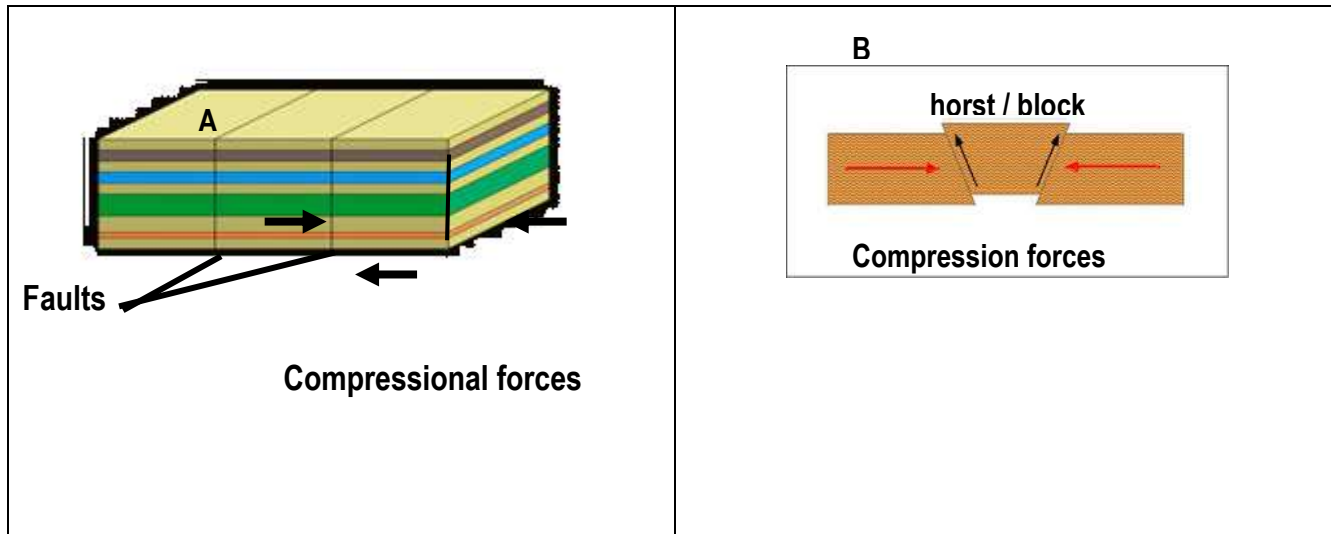 A
Faults
Compressional forces
B
horst / block
Compression forces